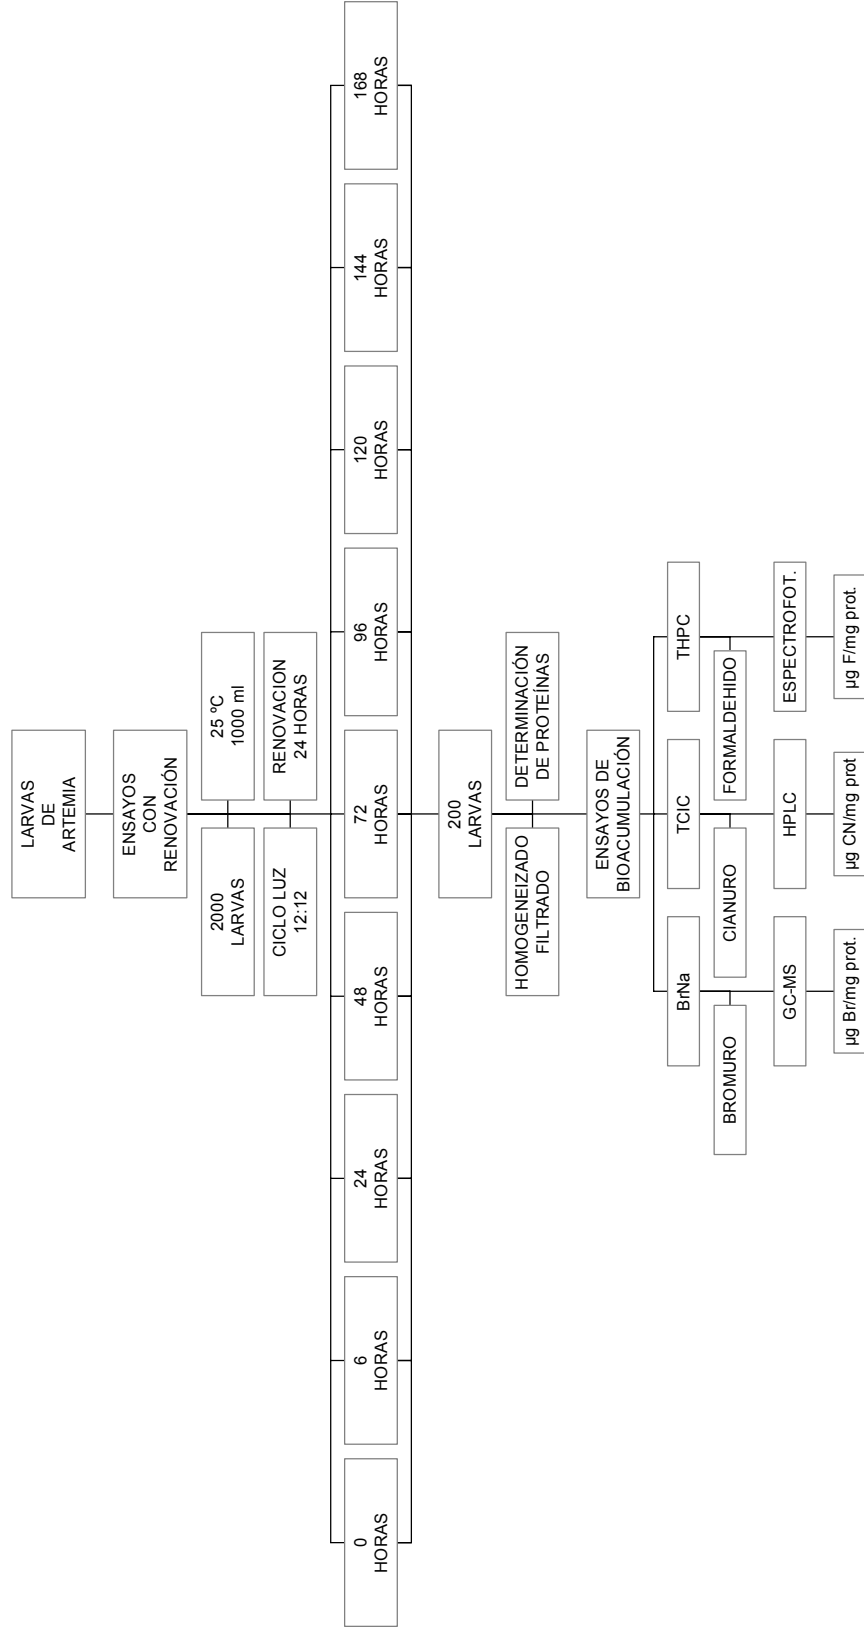 LARVAS
DE
ARTEMIA
ENSAYOS
CON
RENOVACIÓN
2000
LARVAS
25 ºC
1000 ml
CICLO LUZ
12:12
RENOVACION
24 HORAS
0
HORAS
6
HORAS
24
HORAS
48
HORAS
72
HORAS
96
HORAS
120
HORAS
144
HORAS
168
HORAS
200
LARVAS
HOMOGENEIZADO
FILTRADO
DETERMINACIÓN
DE PROTEÍNAS
ENSAYOS DE
BIOACUMULACIÓN
BrNa
TCIC
THPC
BROMURO
CIANURO
FORMALDEHIDO
GC-MS
HPLC
ESPECTROFOT.
µg Br/mg prot.
µg CN/mg prot
µg F/mg prot.